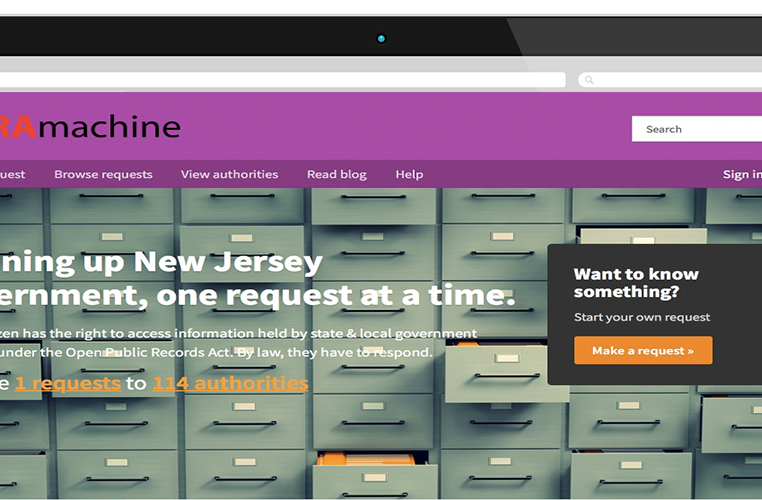 RAmachine
Search
uest Browse requests View authorities Read blog Help Sign in
ning up New Jersey
ernment, one request at a time.
zen has the right to access information held by state & local government
under the Open Public Records Act. By law, they have to respond.
e 1 requests to 114 authorities
Want to know
something?
Start your own request
Make a request »